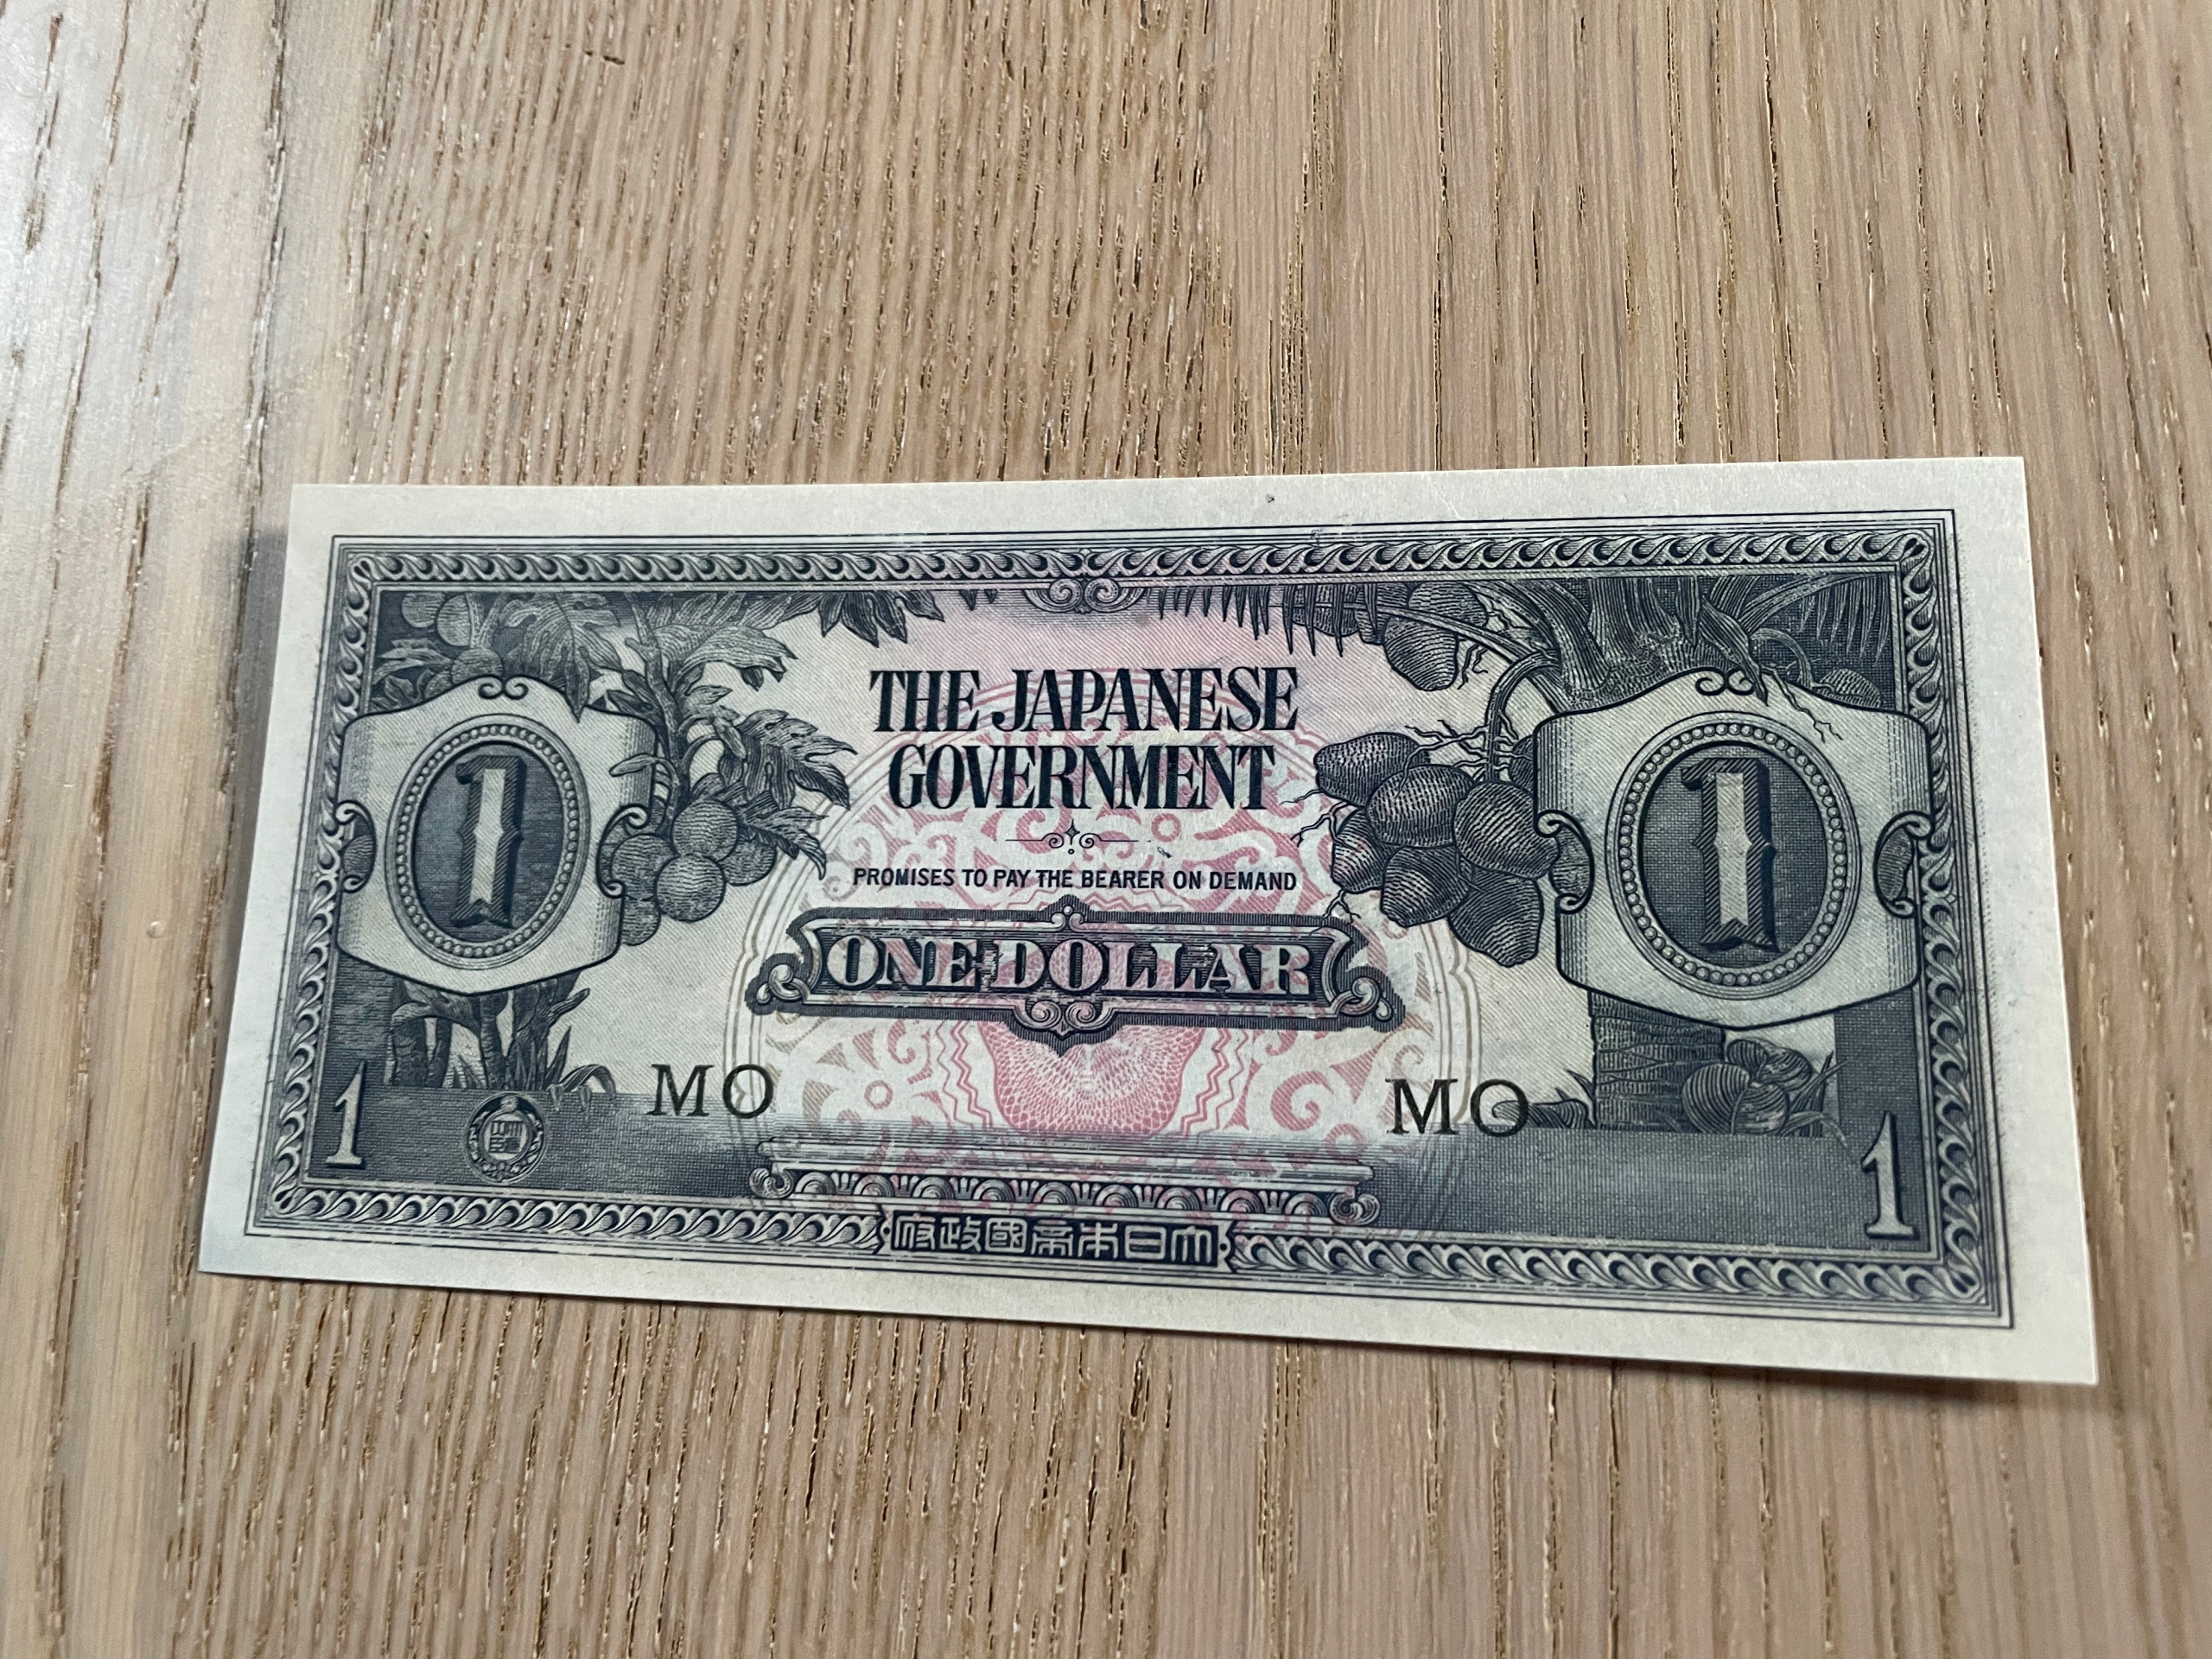 THE JAPANESE
GOVERNMENT
PROMISES TO PAY THE BEARER ON DEMAND
ONE DOLLAR
1
1
MO
MO
1
1
府政國帝本日大